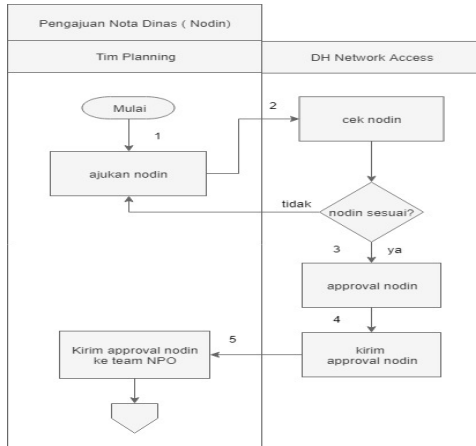 Pengajuan Nota Dinas ( Nodin)
Tim Planning
DH Network Access
Mulai
1
2
ajukan nodin
cek nodin
tidak
nodin sesuai?
3
ya
approval nodin
4
5
Kirim approval nodin
ke team NPO
kirim
approval nodin